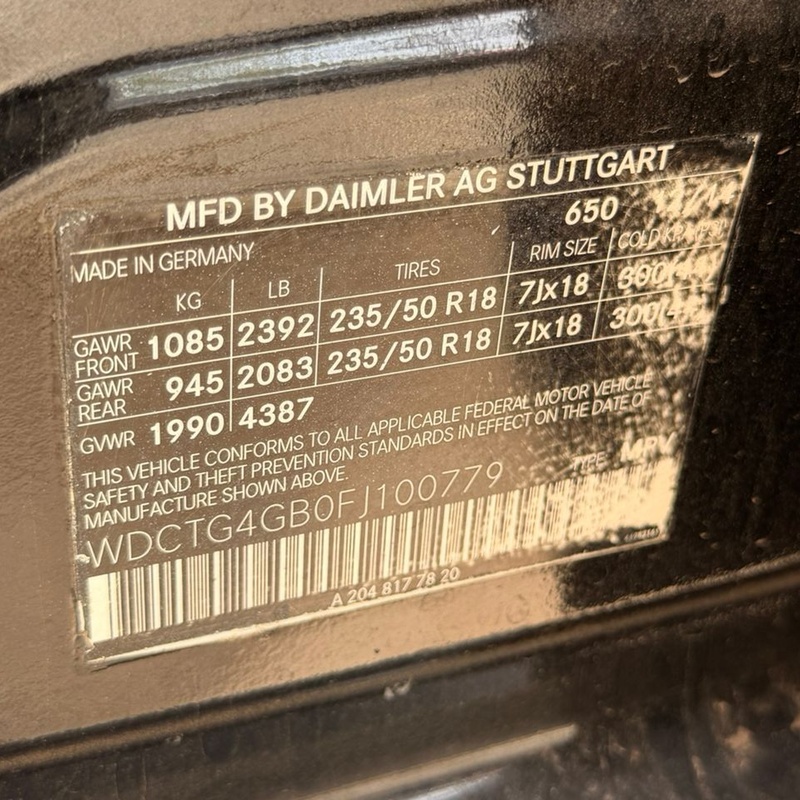 MFD BY DAIMLER AG STUTTGART
MADE IN GERMANY 650
KG LB TIRES RIM SIZE COLD
GAWR FRONT 1085 2392 235/50 R18 7Jx18
GAWR REAR 945 2083 235/50 R18 7Jx18
GVWR 1990 4387
THIS VEHICLE CONFORMS TO ALL APPLICABLE FEDERAL MOTOR VEHICLE
SAFETY AND THEFT PREVENTION STANDARDS IN EFFECT ON THE DATE OF
MANUFACTURE SHOWN ABOVE. TYPE MPV
WDCTG4GB0FJ100779
A 204 817 78 20